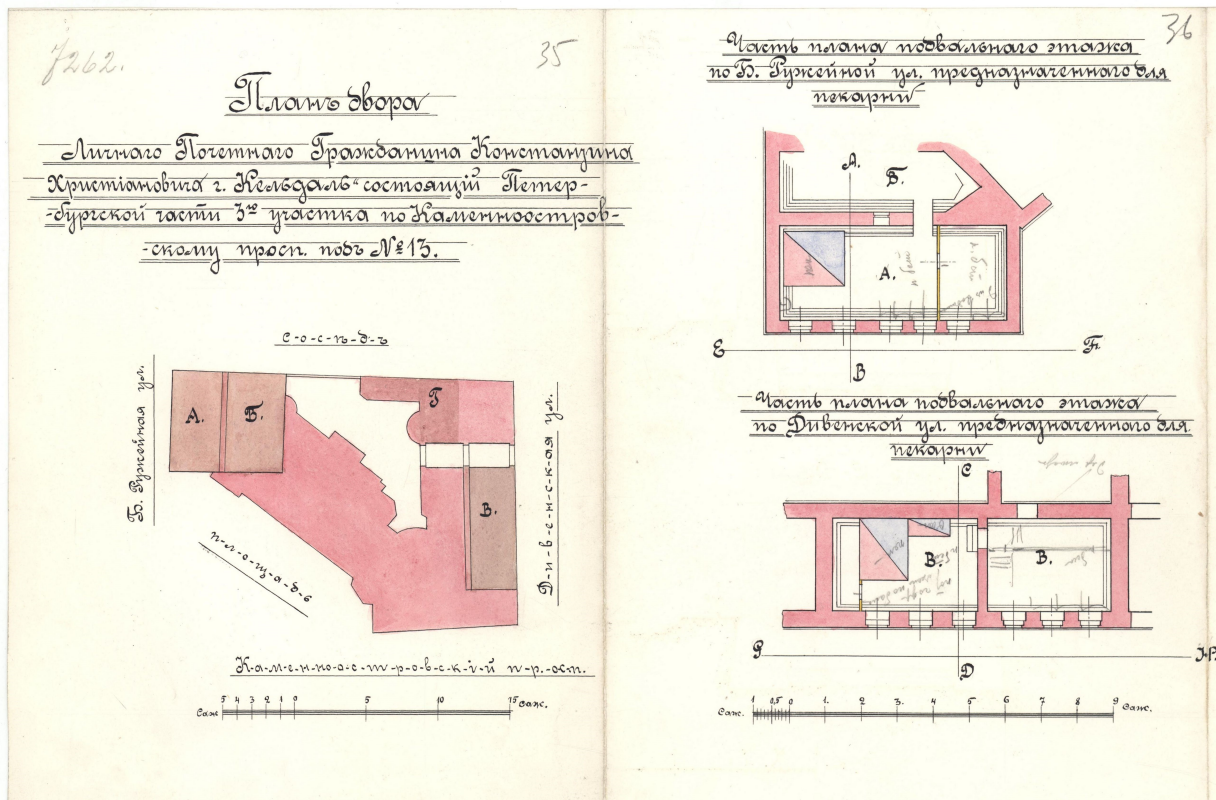 7262.
35
Планъ двора
Личнаго Почетнаго Гражданина Константина
Христіановича г. Кельдаль" состоящій Петер-
-бургской части 3го участка по Каменноостров-
-скому просп. подъ №13.
С-о-с-ѣ-д-ъ
Б. Ружейная ул.
А.
Б.
Г
В.
Д-и-в-е-н-с-к-а-я ул.
п-л-о-щ-а-д-ь
К-а-м-е-н-н-о-о-с-т-р-о-в-с-к-і-й п-р-о-с-п.
Саж. 5 4 3 2 1 0 5 10 15 саж.
36
Часть плана подвальнаго этажа
по Б. Ружейной ул. предназначеннаго для
пекарни
A.
Б.
А.
E
F.
B
Часть плана подвальнаго этажа
по Дивенской ул. предназначеннаго для
пекарни
C
В.
В.
D
Саж. 1 0,5 0 1. 2 3. 4 5 6 7 8 9 Саж.